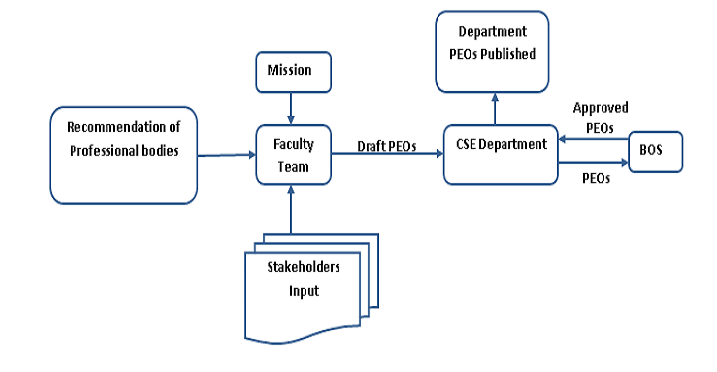 Department
PEOs Published
Mission
Approved
PEOs
Recommendation of
Professional bodies
Faculty
Team
Draft PEOs
CSE Department
BOS
PEOs
Stakeholders
Input